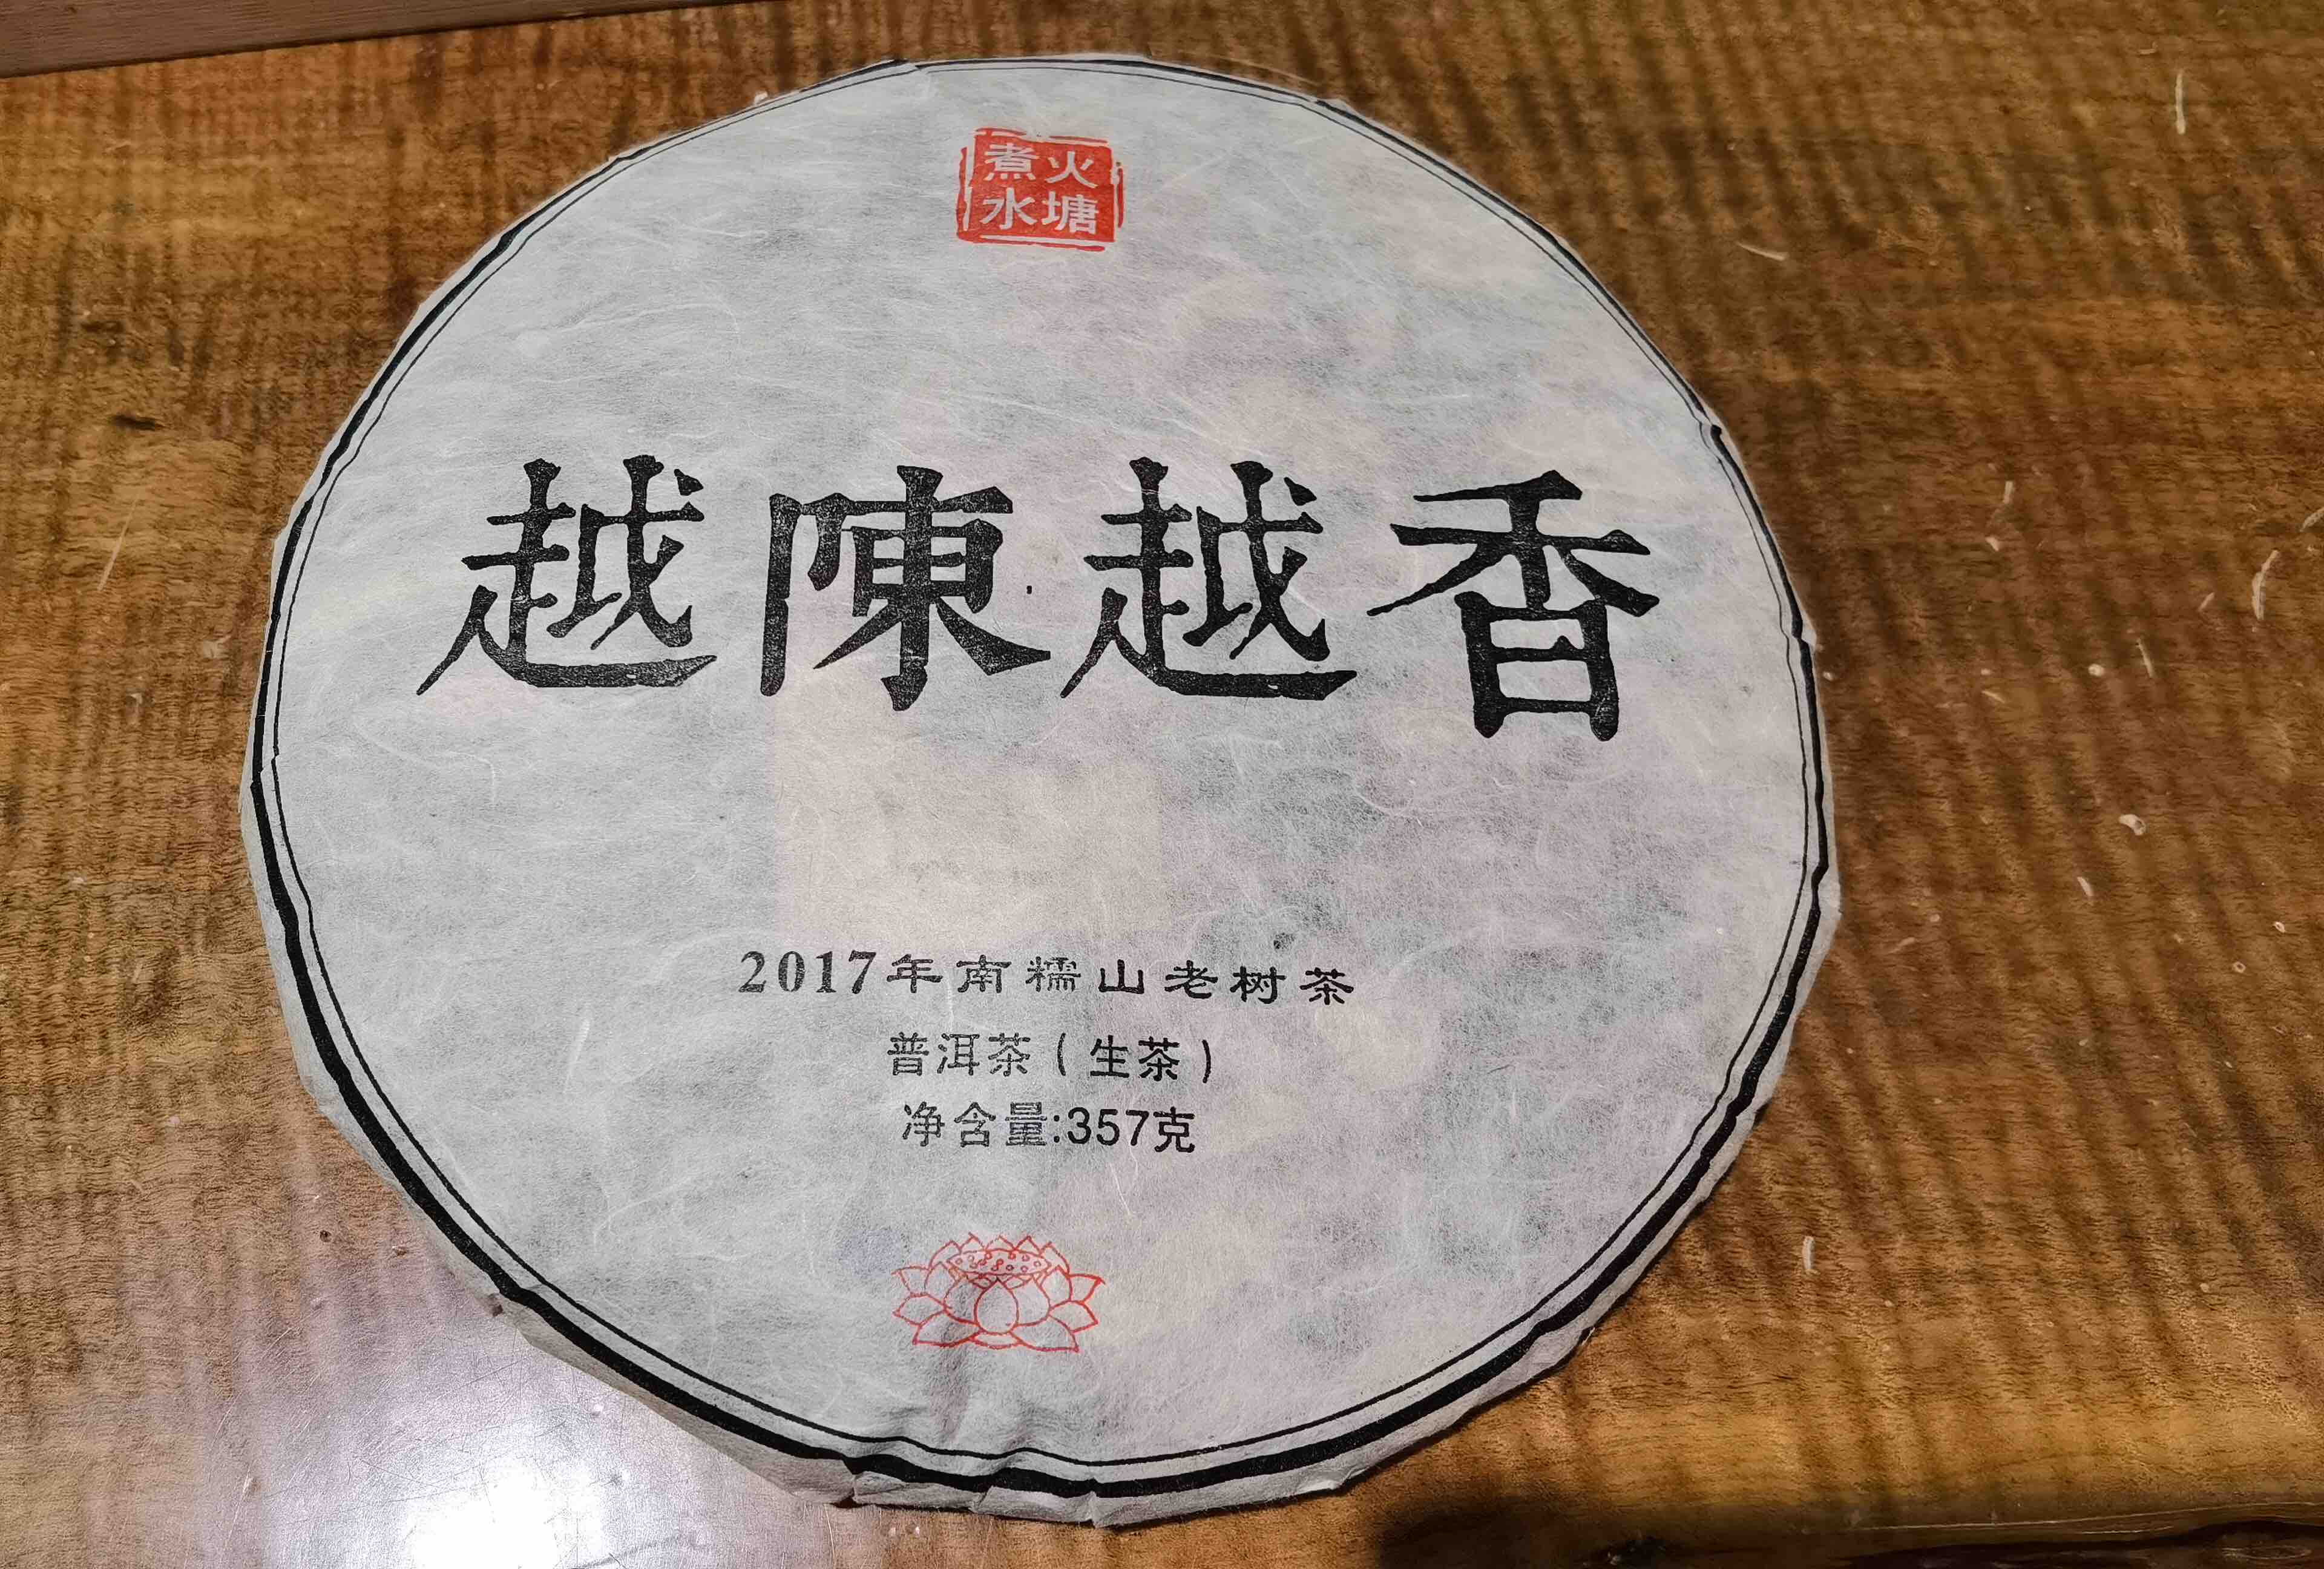 火塘
煮水
越陳越香
2017年南糯山老树茶
普洱茶(生茶)
净含量:357克